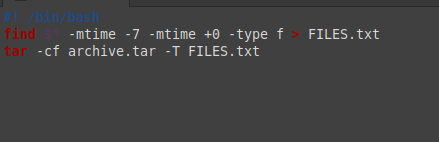 #! /bin/bash
find -mtime -7 -mtime +0 -type f > FILES.txt
tar -cf archive.tar -T FILES.txt